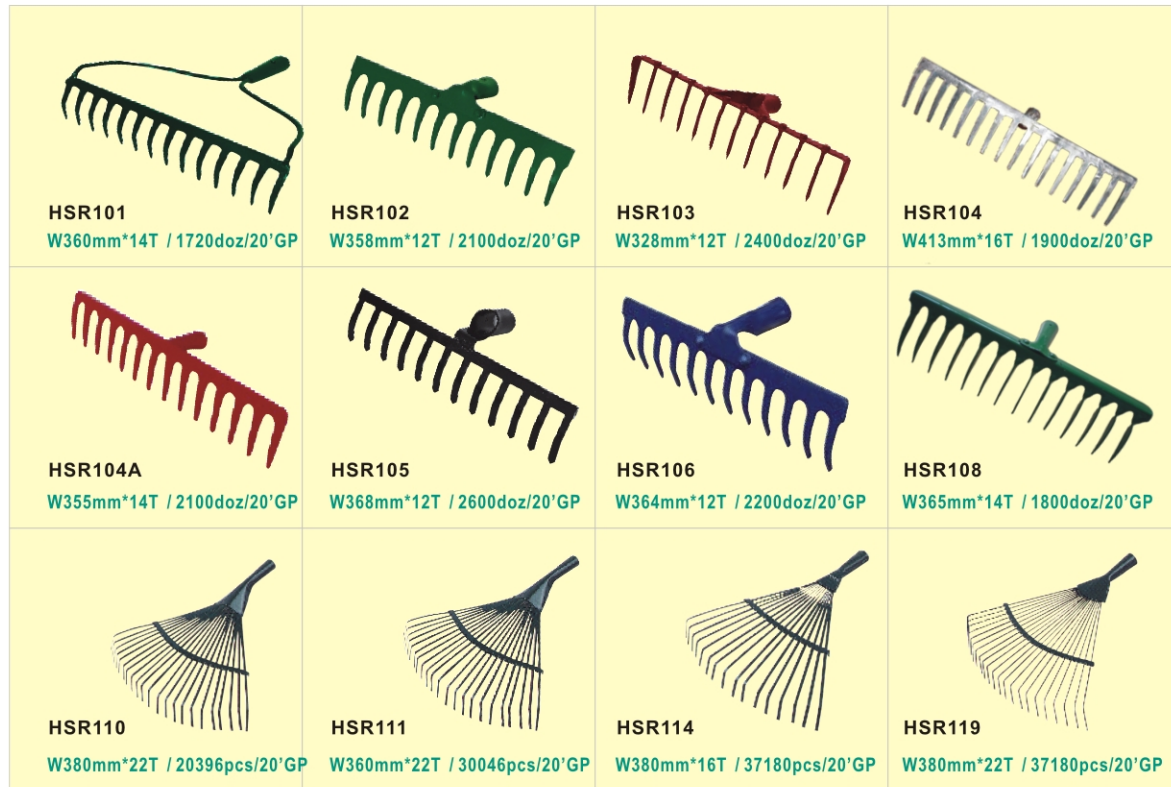 HSR101
W360mm*14T / 1720doz/20'GP
HSR102
W358mm*12T / 2100doz/20'GP
HSR103
W328mm*12T / 2400doz/20'GP
HSR104
W413mm*16T / 1900doz/20'GP
HSR104A
W355mm*14T / 2100doz/20'GP
HSR105
W368mm*12T / 2600doz/20'GP
HSR106
W364mm*12T / 2200doz/20'GP
HSR108
W365mm*14T / 1800doz/20'GP
HSR110
W380mm*22T / 20396pcs/20'GP
HSR111
W360mm*22T / 30046pcs/20'GP
HSR114
W380mm*16T / 37180pcs/20'GP
HSR119
W380mm*22T / 37180pcs/20'GP